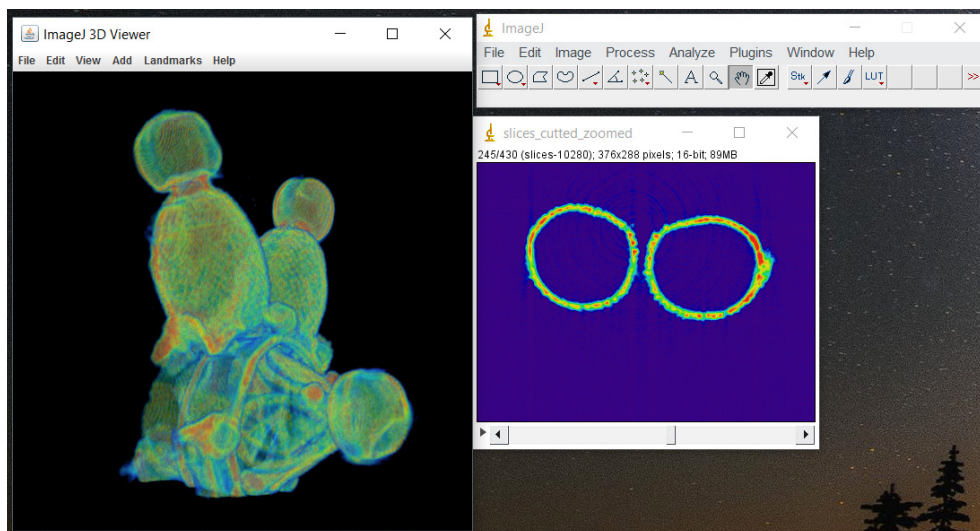 ImageJ 3D Viewer
File Edit View Add Landmarks Help
ImageJ
File Edit Image Process Analyze Plugins Window Help
A Stk LUT >>
slices_cutted_zoomed
245/430 (slices-10280); 376x288 pixels; 16-bit; 89MB